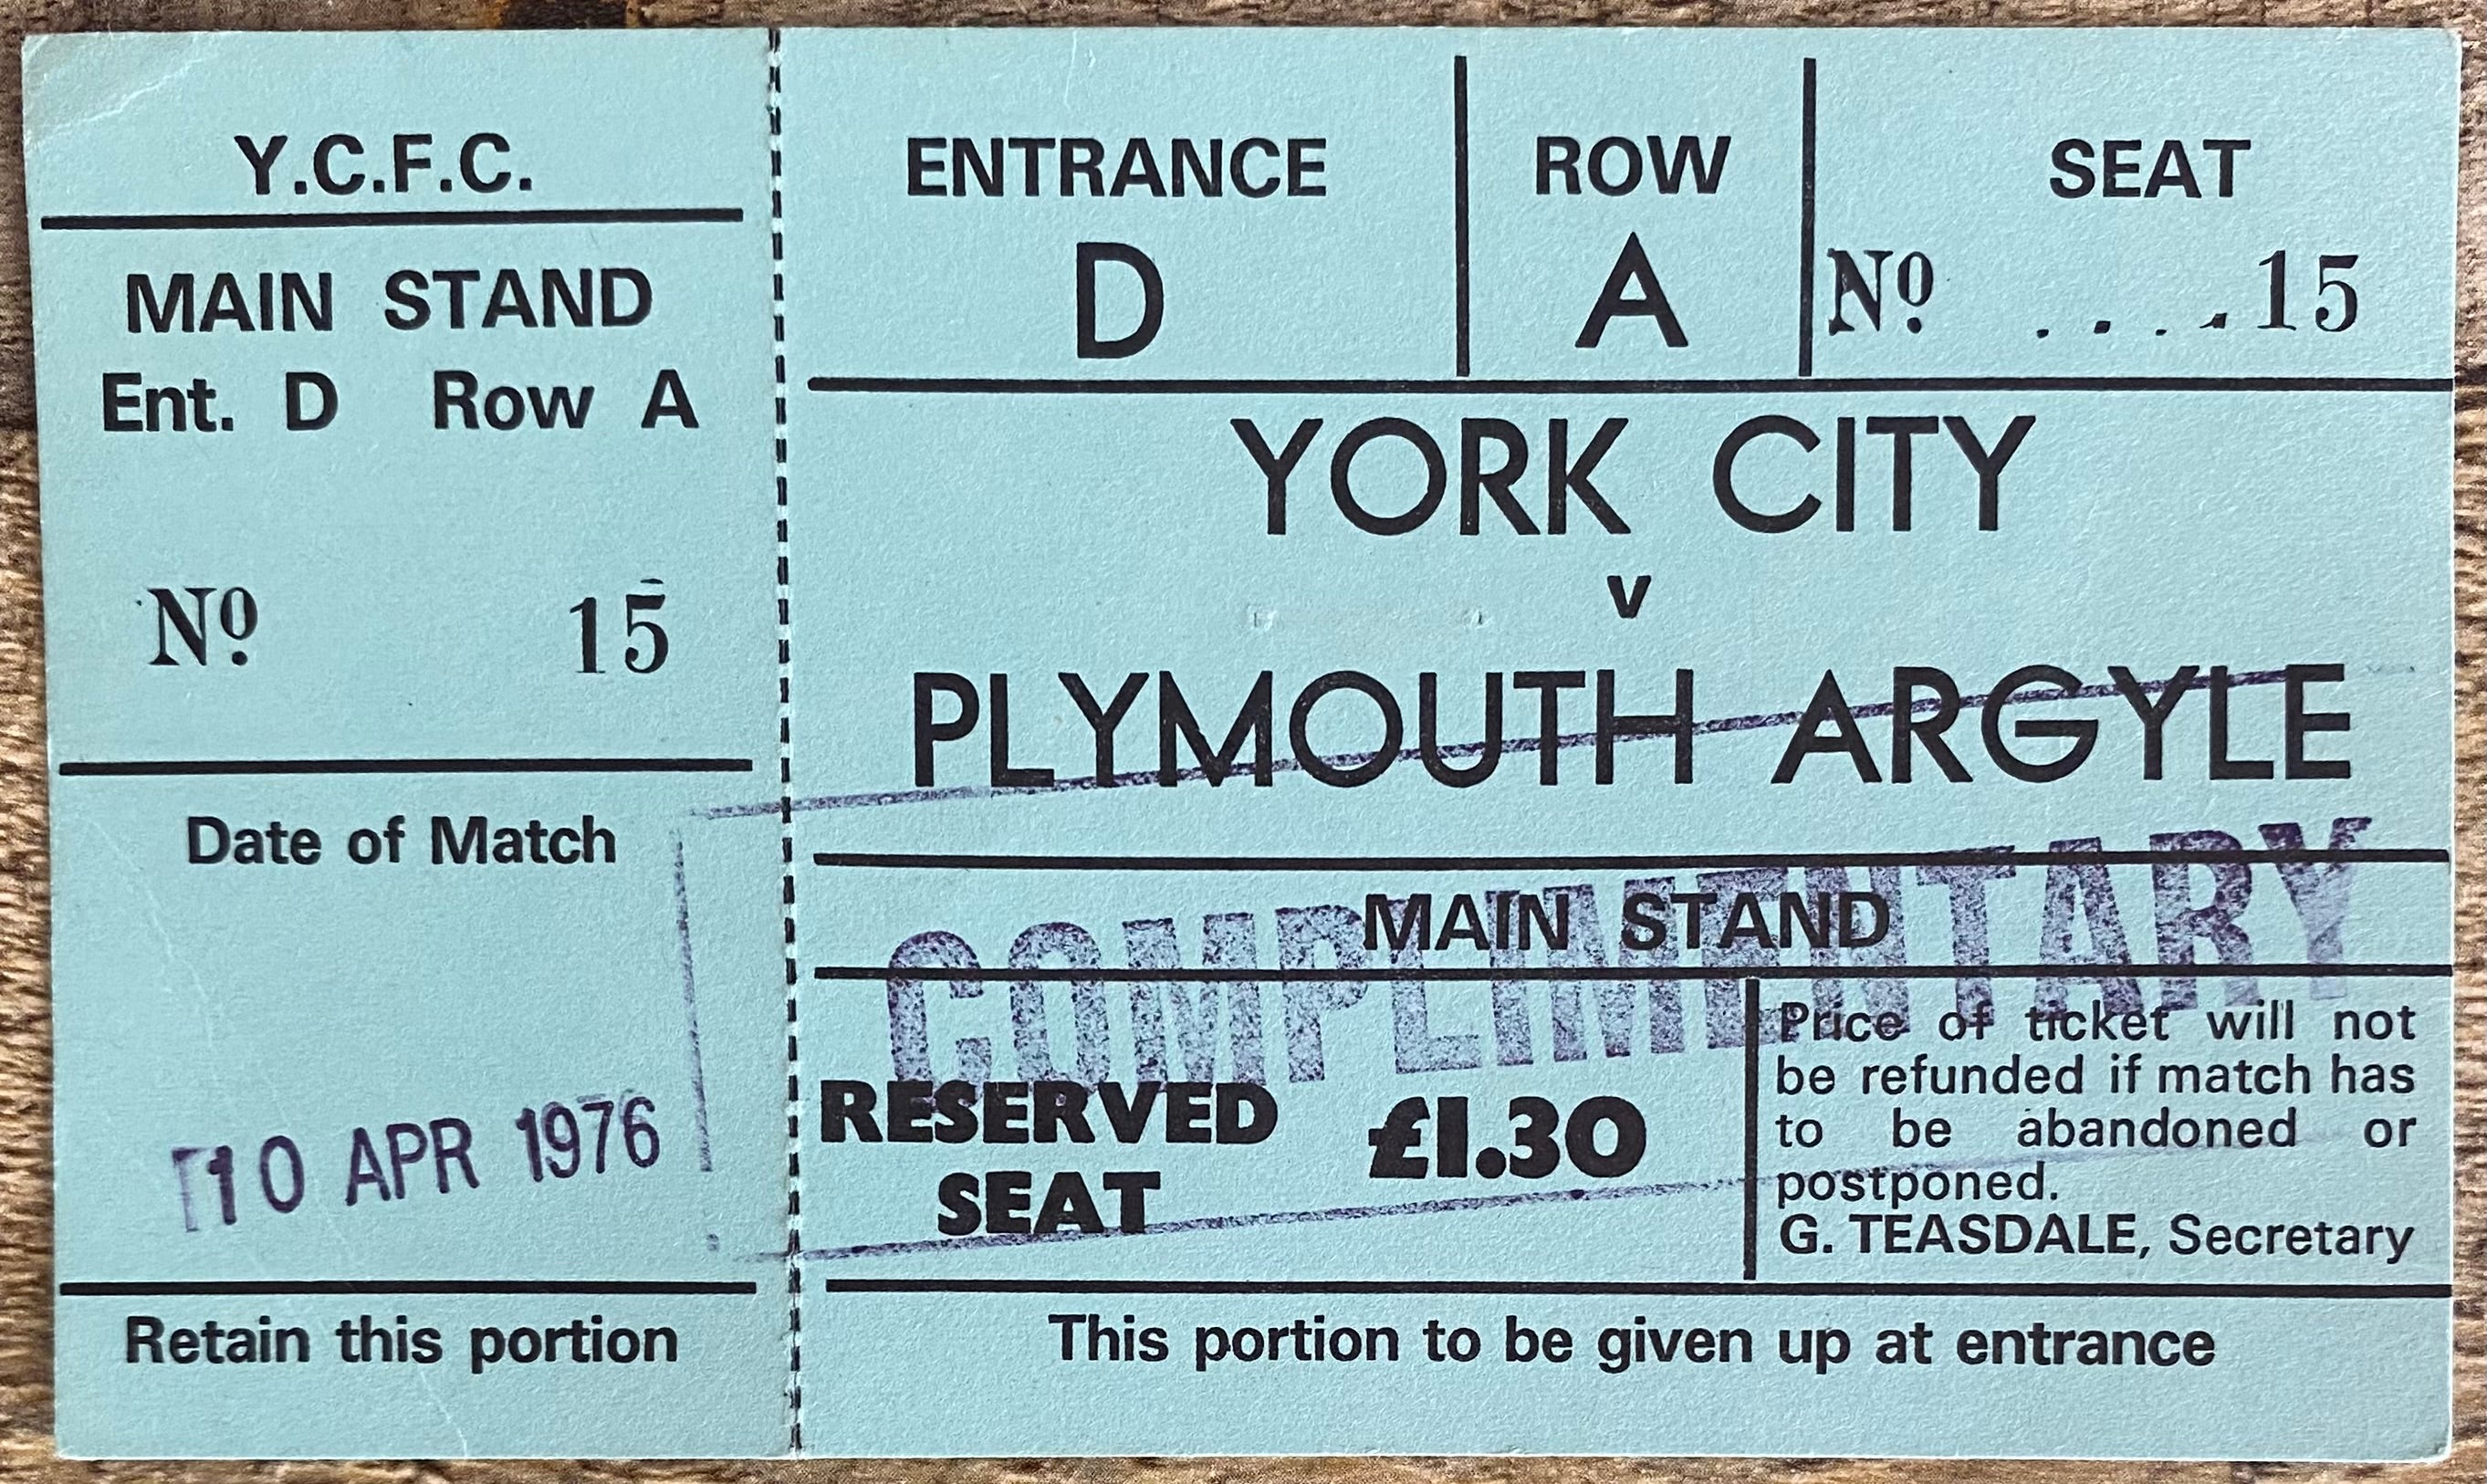 Y.C.F.C.
MAIN STAND
Ent. D Row A
Nº 15
Date of Match
10 APR 1976
Retain this portion
ENTRANCE
D
ROW
A
SEAT
Nº ....15
YORK CITY
v
PLYMOUTH ARGYLE
MAIN STAND
COMPLIMENTARY
RESERVED
SEAT
£1.30
Price of ticket will not
be refunded if match has
to be abandoned or
postponed.
G. TEASDALE, Secretary
This portion to be given up at entrance